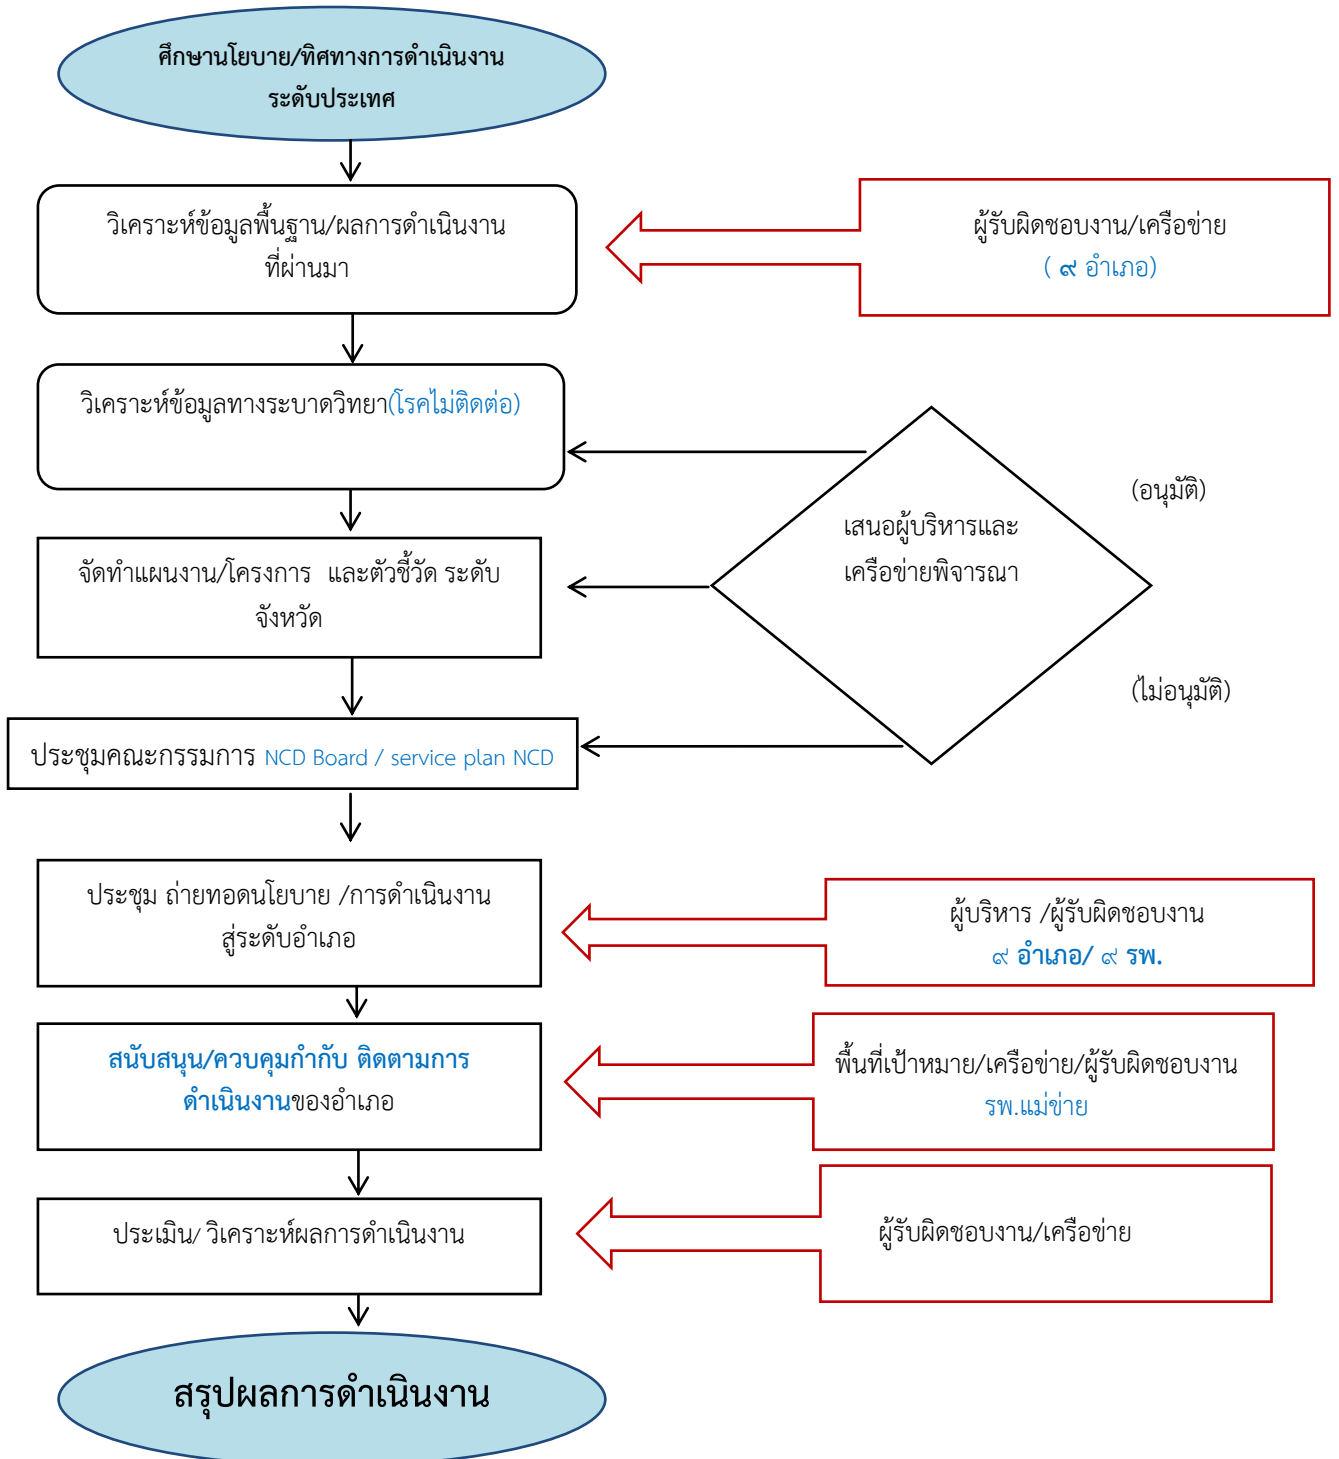 ศึกษานโยบาย/ทิศทางการดำเนินงาน
ระดับประเทศ
วิเคราะห์ข้อมูลพื้นฐาน/ผลการดำเนินงาน
ที่ผ่านมา
ผู้รับผิดชอบงาน/เครือข่าย
( ๙ อำเภอ)
วิเคราะห์ข้อมูลทางระบาดวิทยา(โรคไม่ติดต่อ)
(อนุมัติ)
เสนอผู้บริหารและ
เครือข่ายพิจารณา
จัดทำแผนงาน/โครงการ และตัวชี้วัด ระดับ
จังหวัด
(ไม่อนุมัติ)
ประชุมคณะกรรมการ NCD Board / service plan NCD
ประชุม ถ่ายทอดนโยบาย /การดำเนินงาน
สู่ระดับอำเภอ
ผู้บริหาร /ผู้รับผิดชอบงาน
๙ อำเภอ/ ๙ รพ.
สนับสนุน/ควบคุมกำกับ ติดตามการ
ดำเนินงานของอำเภอ
พื้นที่เป้าหมาย/เครือข่าย/ผู้รับผิดชอบงาน
รพ.แม่ข่าย
ประเมิน/ วิเคราะห์ผลการดำเนินงาน
ผู้รับผิดชอบงาน/เครือข่าย
สรุปผลการดำเนินงาน